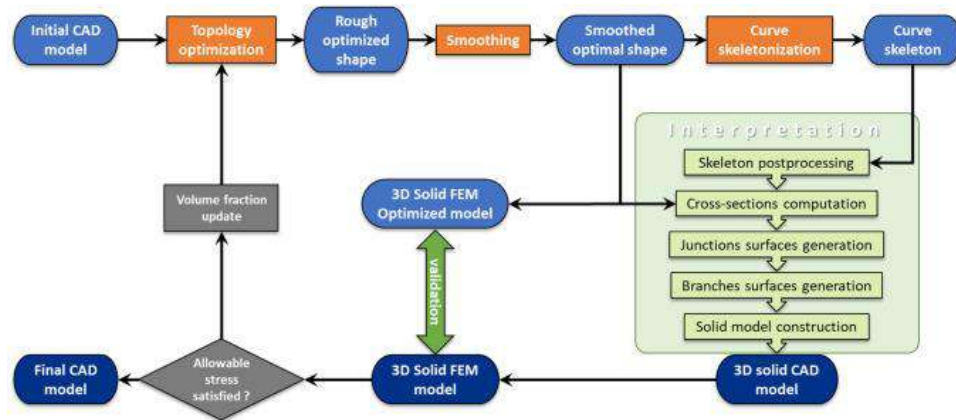 Initial CAD
model
Topology
optimization
Rough
optimized
shape
Smoothing
Smoothed
optimal shape
Curve
skeletonization
Curve
skeleton
Interpretation
Skeleton postprocessing
Volume fraction
update
3D Solid FEM
Optimized model
Cross-sections computation
Junctions surfaces generation
validation
Branches surfaces generation
Solid model construction
Final CAD
model
Allowable
stress
satisfied ?
3D Solid FEM
model
3D solid CAD
model